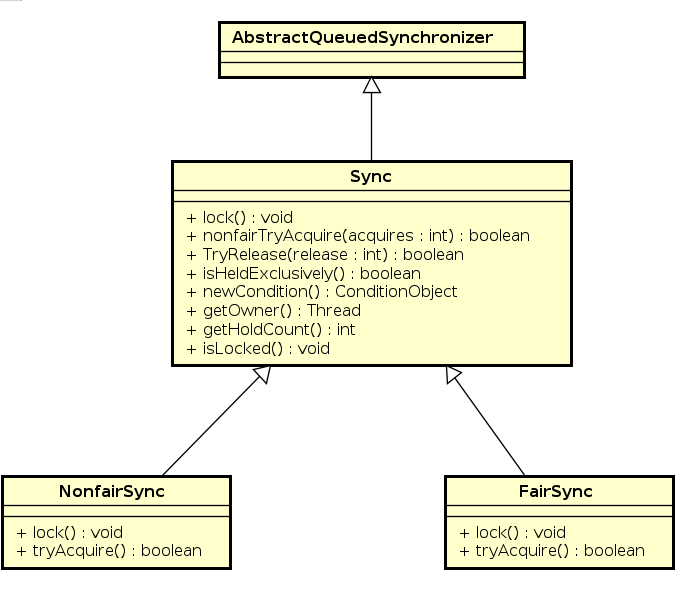 AbstractQueuedSynchronizer
Sync
+ lock() : void
+ nonfairTryAcquire(acquires : int) : boolean
+ TryRelease(release : int) : boolean
+ isHeldExclusively() : boolean
+ newCondition() : ConditionObject
+ getOwner() : Thread
+ getHoldCount() : int
+ isLocked() : void
NonfairSync
+ lock() : void
+ tryAcquire() : boolean
FairSync
+ lock() : void
+ tryAcquire() : boolean